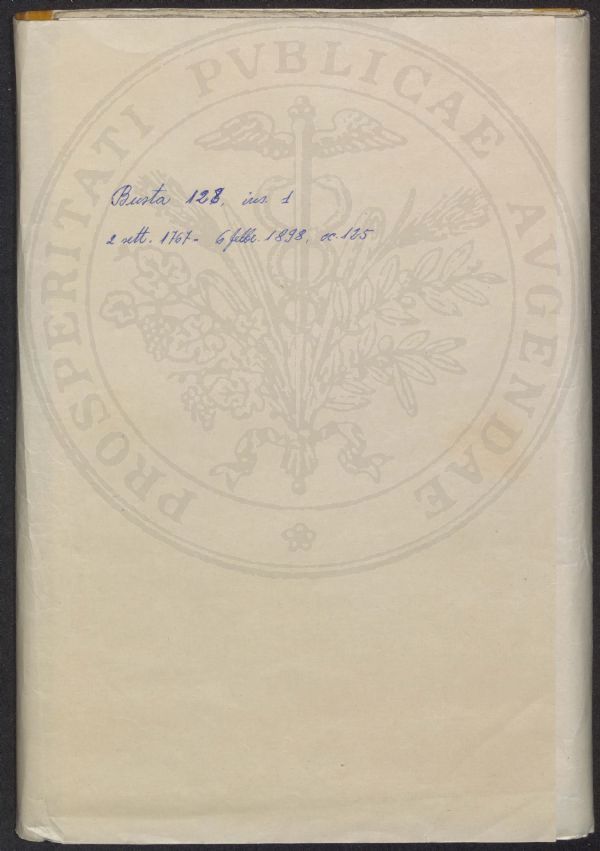 PROSPERITATI PVBLICAE AVGENDAE
Busta 128, ins. 1
2 sett. 1767 - 6 febbr. 1898, cc. 125